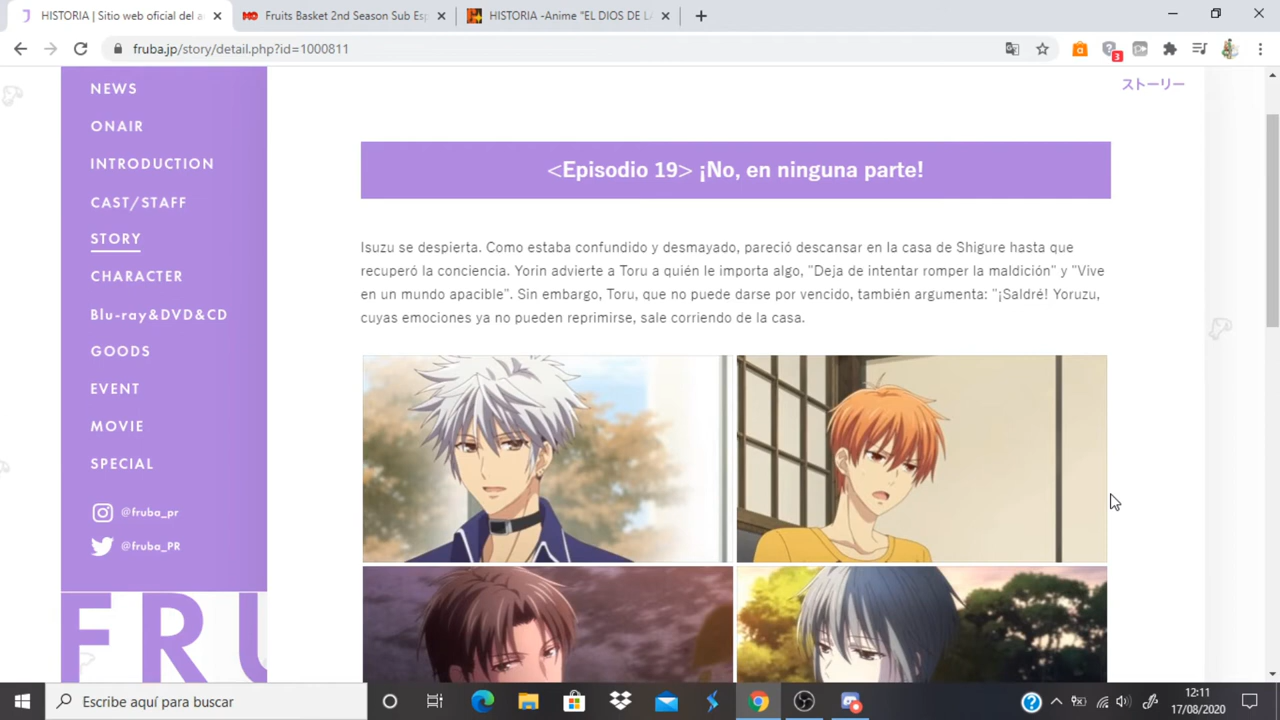 HISTORIA | Sitio web oficial del a
Fruits Basket 2nd Season Sub Esp
HISTORIA -Anime "EL DIOS DE LA
fruba.jp/story/detail.php?id=1000811
3
NEWS
ONAIR
INTRODUCTION
CAST/STAFF
STORY
CHARACTER
Blu-ray&DVD&CD
GOODS
EVENT
MOVIE
SPECIAL
@fruba_pr
@fruba_PR
FRU
ストーリー
<Episodio 19> ¡No, en ninguna parte!
Isuzu se despierta. Como estaba confundido y desmayado, pareció descansar en la casa de Shigure hasta que
recuperó la conciencia. Yorin advierte a Toru a quién le importa algo, "Deja de intentar romper la maldición" y "Vive
en un mundo apacible". Sin embargo, Toru, que no puede darse por vencido, también argumenta: "¡Saldré! Yoruzu,
cuyas emociones ya no pueden reprimirse, sale corriendo de la casa.
Escribe aquí para buscar
12:11
17/08/2020